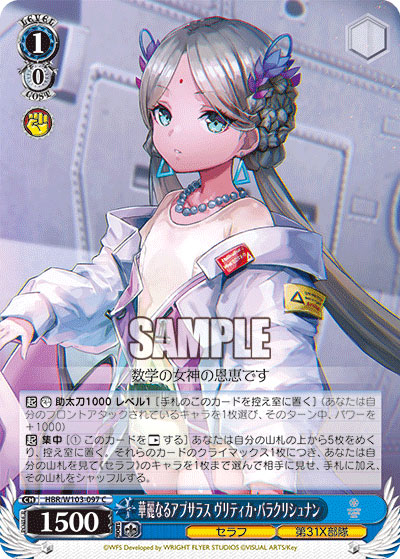 LEVEL
1
0
COST
SAMPLE
数学の女神の恩恵です
助太刀1000 レベル1 [手札のこのカードを控え室に置く] (あなたは自
分のフロントアタックされているキャラを1枚選び、そのターン中、パワーを
+1000)
集中 [① このカードを する] あなたは自分の山札の上から5枚をめく
り、控え室に置く。それらのカードのクライマックス1枚につき、あなたは自分
の山札を見て《セラフ》のキャラを1枚まで選んで相手に見せ、手札に加え、
その山札をシャッフルする。
CH HBR/W103-097 C
1500
華麗なるアプサラス ヴリティカ・バラクリシュナン
セラフ
第31X部隊
©WFS Developed by WRIGHT FLYER STUDIOS ©VISUAL ARTS/Key